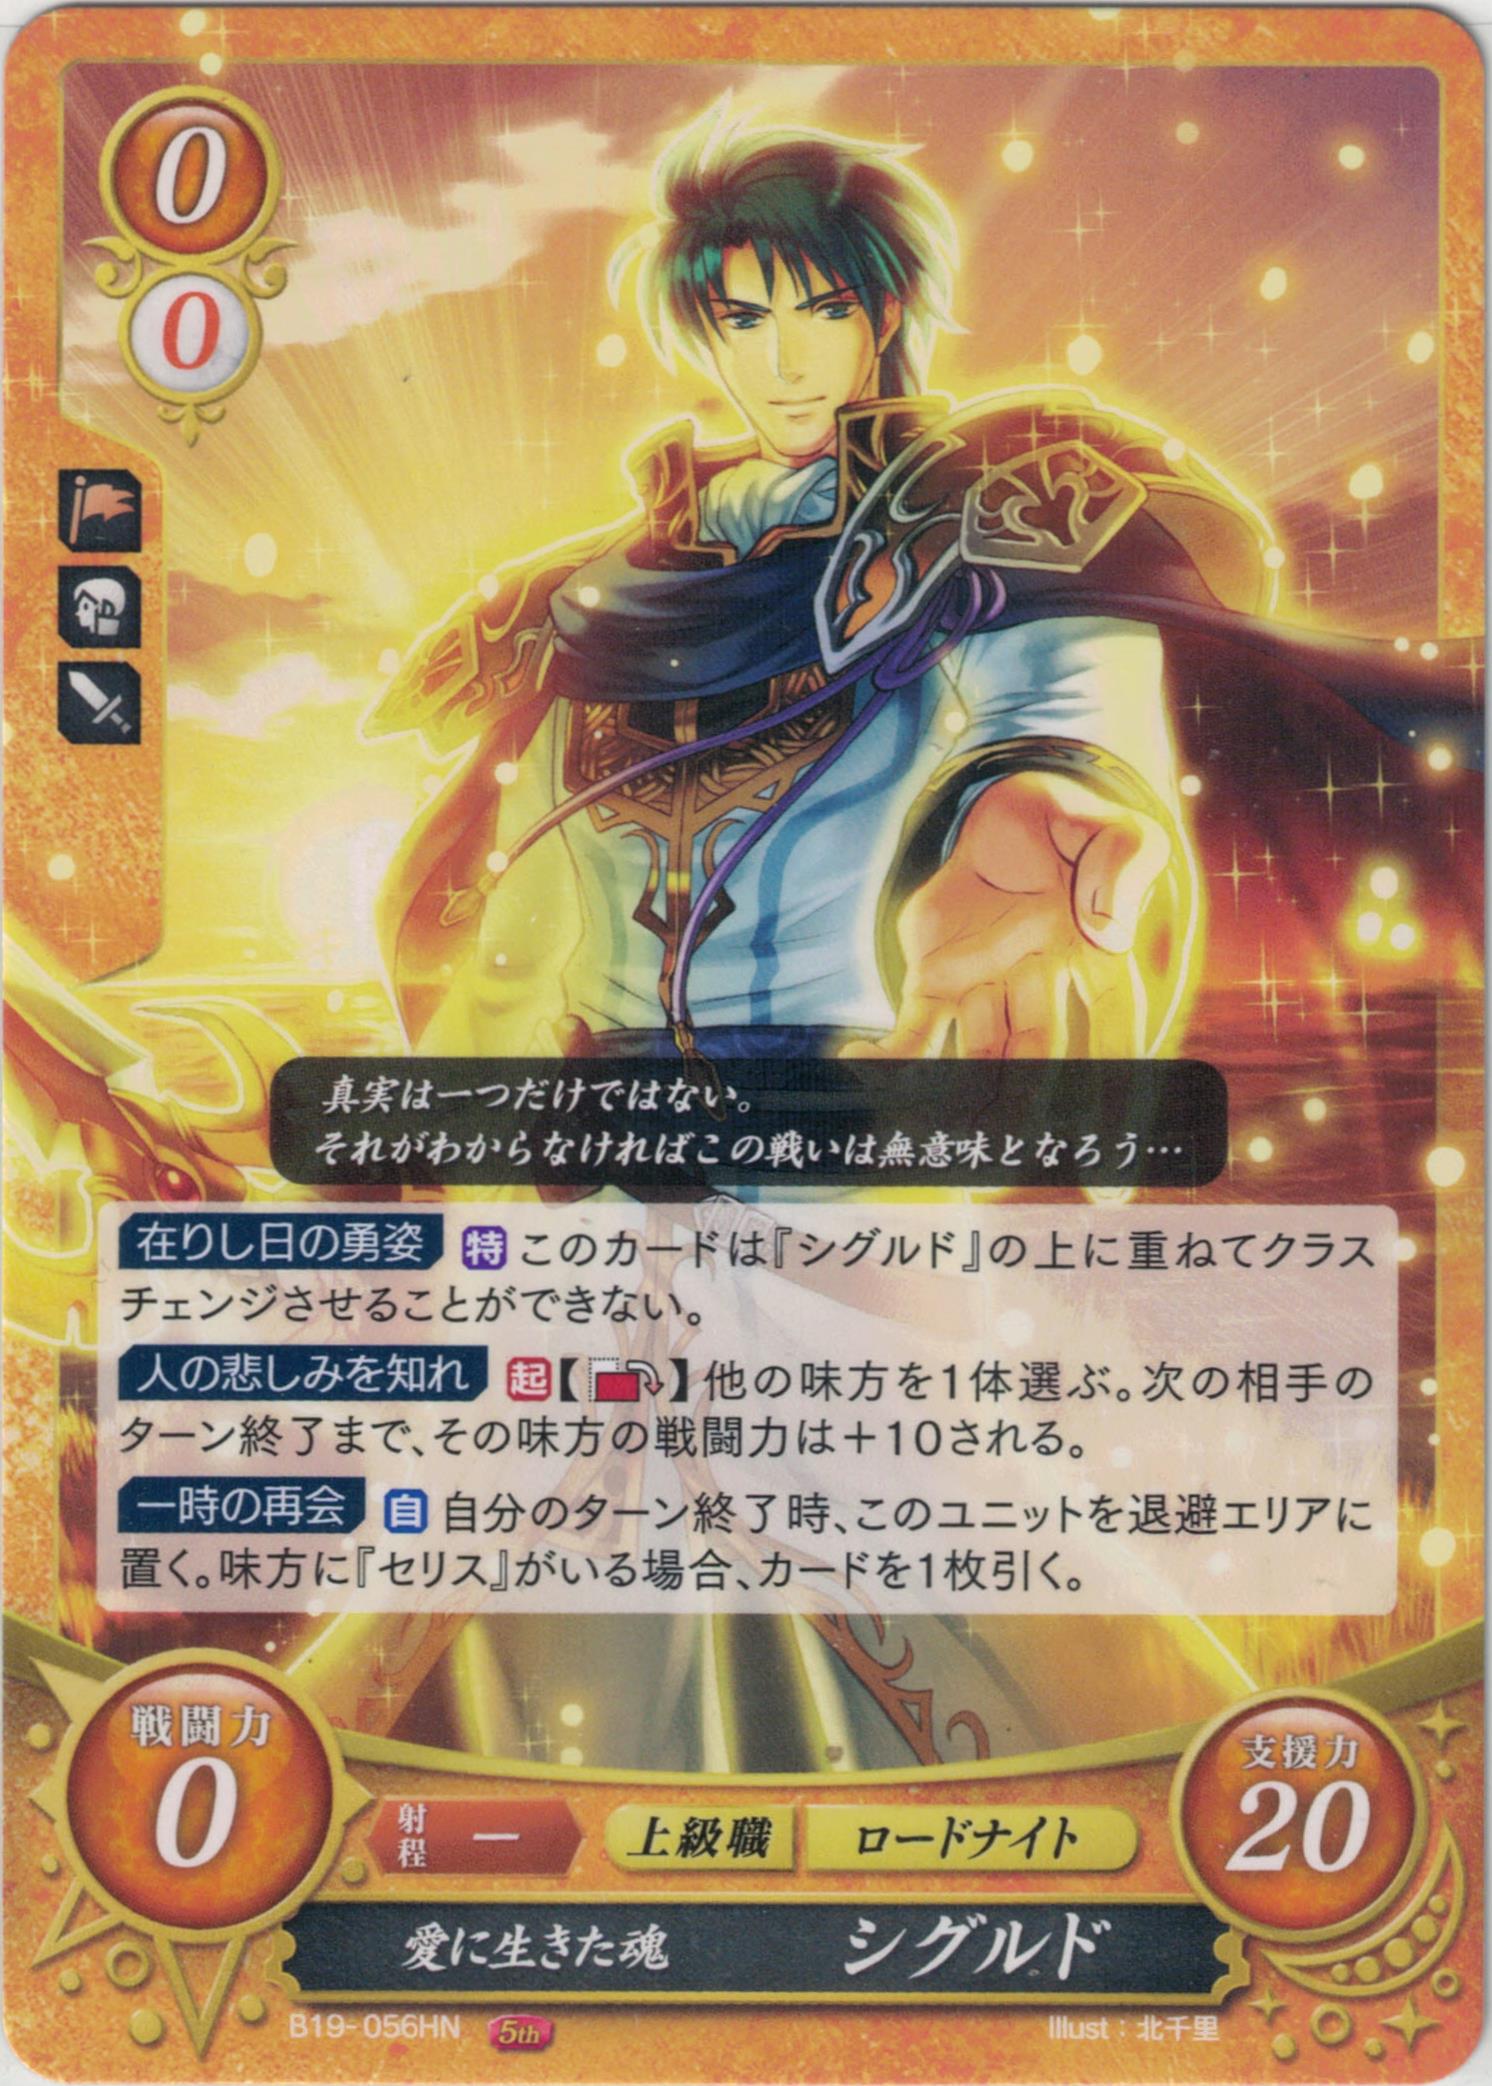 0
0
真実は一つだけではない。
それがわからなければこの戦いは無意味となろう…
在りし日の勇姿 特 このカードは『シグルド』の上に重ねてクラス
チェンジさせることができない。
人の悲しみを知れ 起【】他の味方を1体選ぶ。次の相手の
ターン終了まで、その味方の戦闘力は＋10される。
一時の再会 自 自分のターン終了時、このユニットを退避エリアに
置く。味方に『セリス』がいる場合、カードを1枚引く。
戦闘力
0
射程 ー
上級職 ロードナイト
支援力
20
愛に生きた魂 シグルド
B19-056HN 5th Illust：北千里